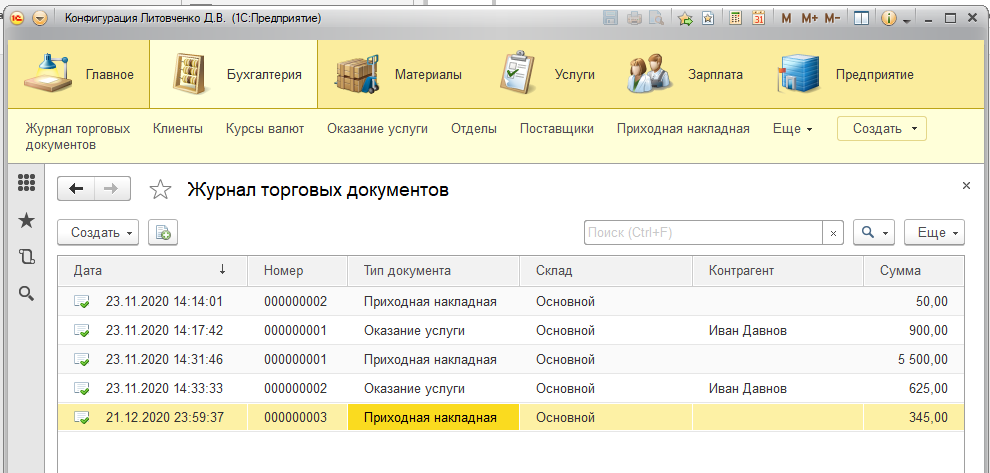 Конфигурация Литовченко Д.В. (1С:Предприятие)
M M+ M-
31
Главное Бухгалтерия Материалы Услуги Зарплата Предприятие
Журнал торговых документов Клиенты Курсы валют Оказание услуги Отделы Поставщики Приходная накладная Еще Создать
Журнал торговых документов
Создать Поиск (Ctrl+F) × Еще
Дата ↓ Номер Тип документа Склад Контрагент Сумма
23.11.2020 14:14:01 000000002 Приходная накладная Основной 50,00
23.11.2020 14:17:42 000000001 Оказание услуги Основной Иван Давнов 900,00
23.11.2020 14:31:46 000000001 Приходная накладная Основной 5 500,00
23.11.2020 14:33:33 000000002 Оказание услуги Основной Иван Давнов 625,00
21.12.2020 23:59:37 000000003 Приходная накладная Основной 345,00